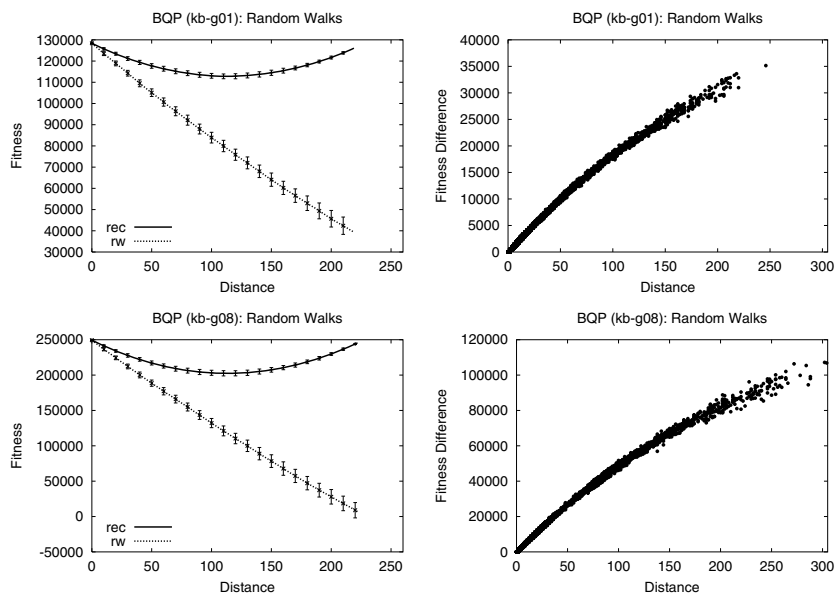 BQP (kb-g01): Random Walks
130000
120000
110000
100000
90000
80000
70000
60000
50000
40000
30000
Fitness
rec
rw
0 50 100 150 200 250
Distance
BQP (kb-g01): Random Walks
40000
35000
30000
25000
20000
15000
10000
5000
0
Fitness Difference
0 50 100 150 200 250 300
Distance
BQP (kb-g08): Random Walks
250000
200000
150000
100000
50000
0
-50000
Fitness
rec
rw
0 50 100 150 200 250
Distance
BQP (kb-g08): Random Walks
120000
100000
80000
60000
40000
20000
0
Fitness Difference
0 50 100 150 200 250 300
Distance